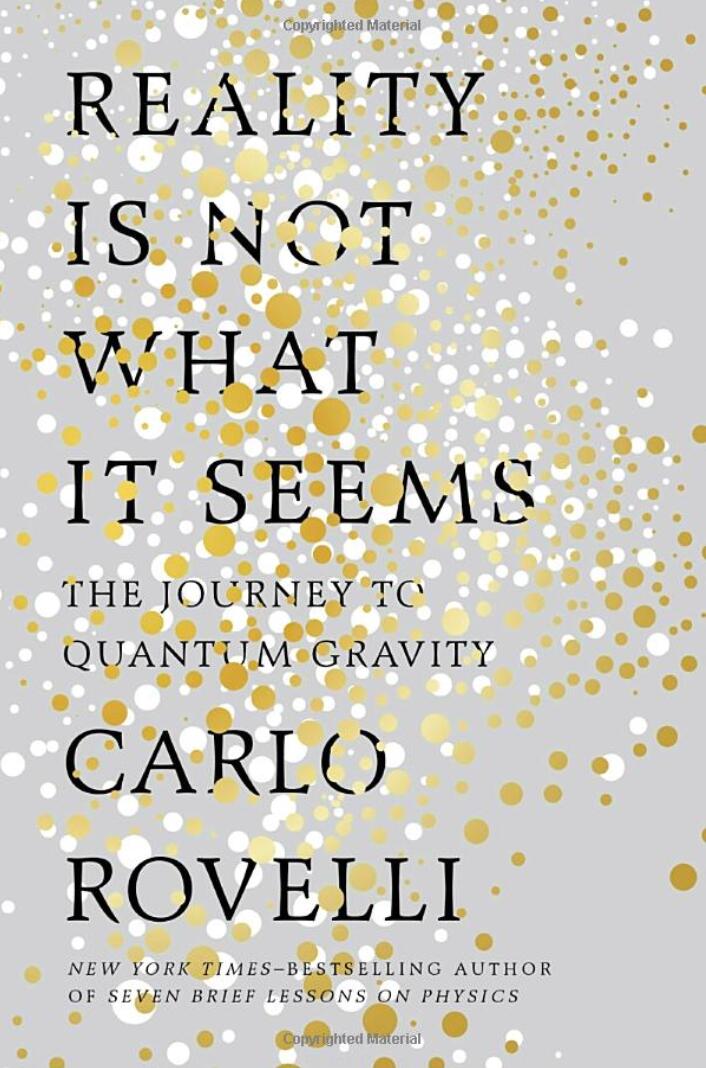 Copyrighted Material
REALITY
IS NOT
WHAT
IT SEEMS
THE JOURNEY TO
QUANTUM GRAVITY
CARLO
ROVELLI
NEW YORK TIMES–BESTSELLING AUTHOR
OF SEVEN BRIEF LESSONS ON PHYSICS
Copyrighted Material